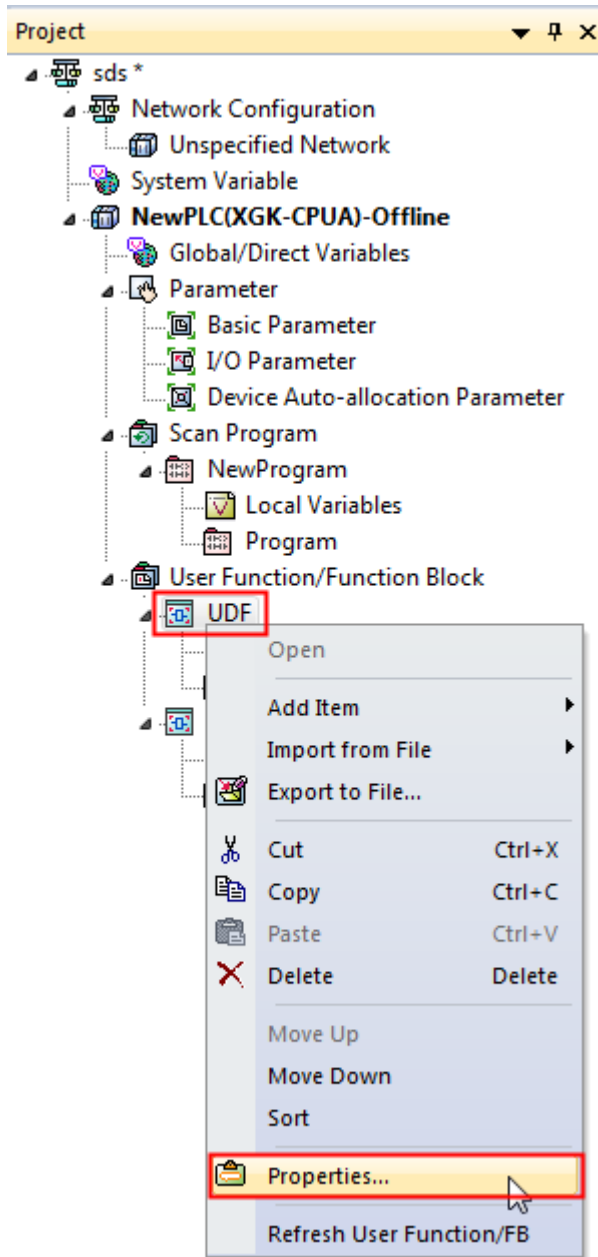 Project
sds *
Network Configuration
Unspecified Network
System Variable
NewPLC(XGK-CPUA)-Offline
Global/Direct Variables
Parameter
Basic Parameter
I/O Parameter
Device Auto-allocation Parameter
Scan Program
NewProgram
Local Variables
Program
User Function/Function Block
UDF
Open
Add Item
Import from File
Export to File...
Cut Ctrl+X
Copy Ctrl+C
Paste Ctrl+V
Delete Delete
Move Up
Move Down
Sort
Properties...
Refresh User Function/FB